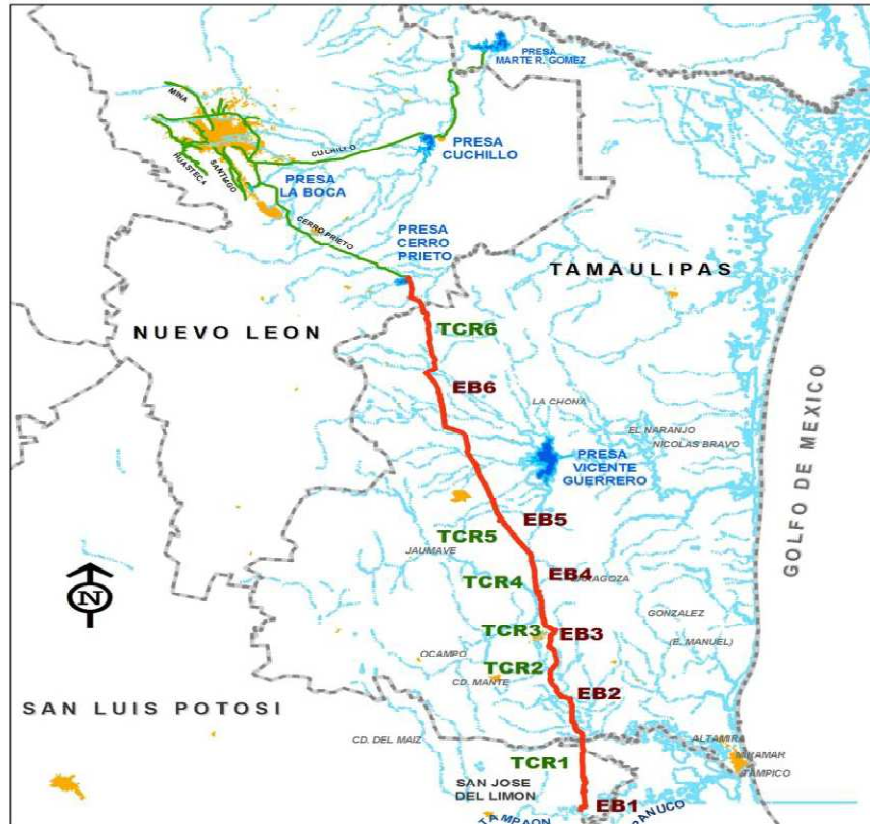 PRESA
MARTE R. GOMEZ
MINA
CUCHILLO
PRESA
CUCHILLO
HUASTECA
SANTIAGO
PRESA
LA BOCA
CERRO PRIETO
PRESA
CERRO
PRIETO
TAMAULIPAS
NUEVO LEON
TCR6
EB6
LA CHONA
EL NARANJO
NICOLAS BRAVO
PRESA
VICENTE
GUERRERO
GOLFO DE MEXICO
EB5
TCR5
JAUMAVE
EB4
TCR4
N
GONZALEZ
TCR3
EB3
(E. MANUEL)
OCAMPO
TCR2
CD. MANTE
EB2
SAN LUIS POTOSI
CD. DEL MAIZ
ALTAMIRA
MIRAMAR
TAMPICO
TCR1
SAN JOSE
DEL LIMON
EB1
TAMPAON